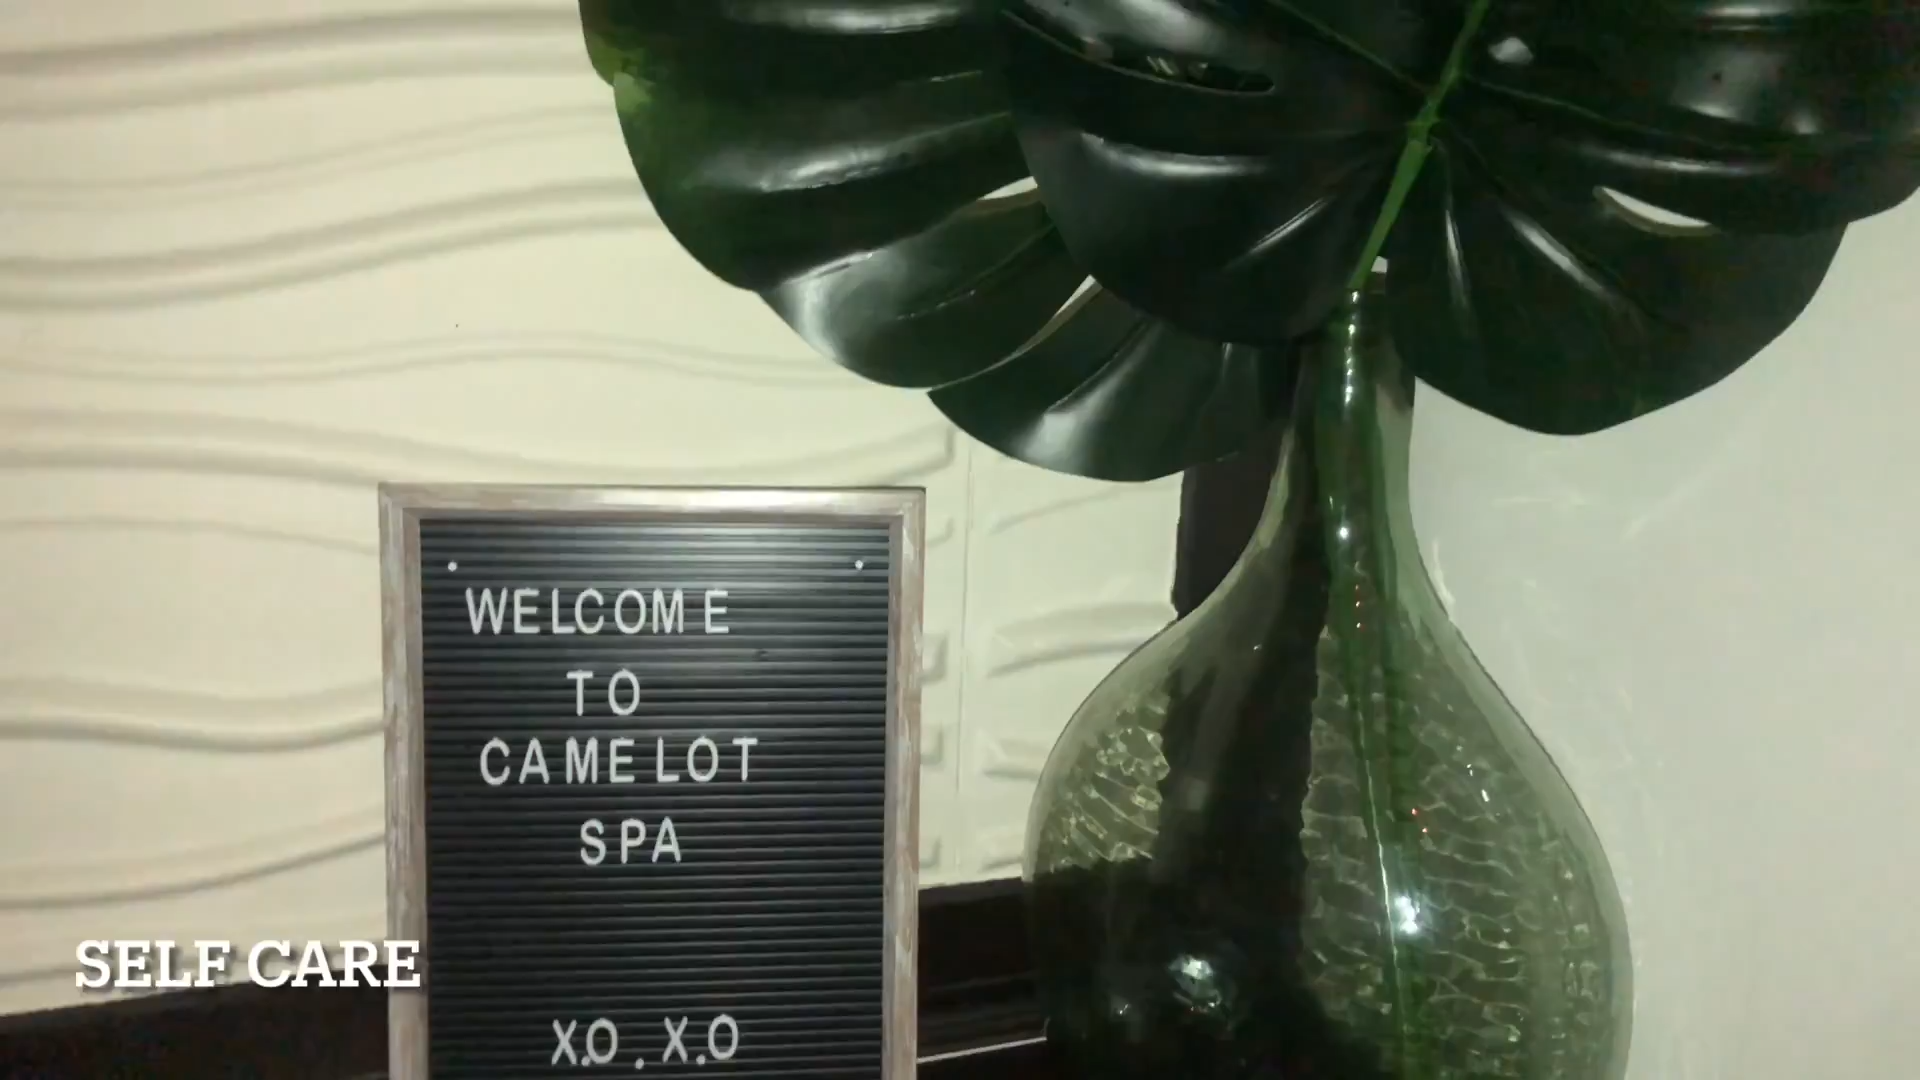 WELCOME
TO
CAMELOT
SPA
X.O . X.O
SELF CARE